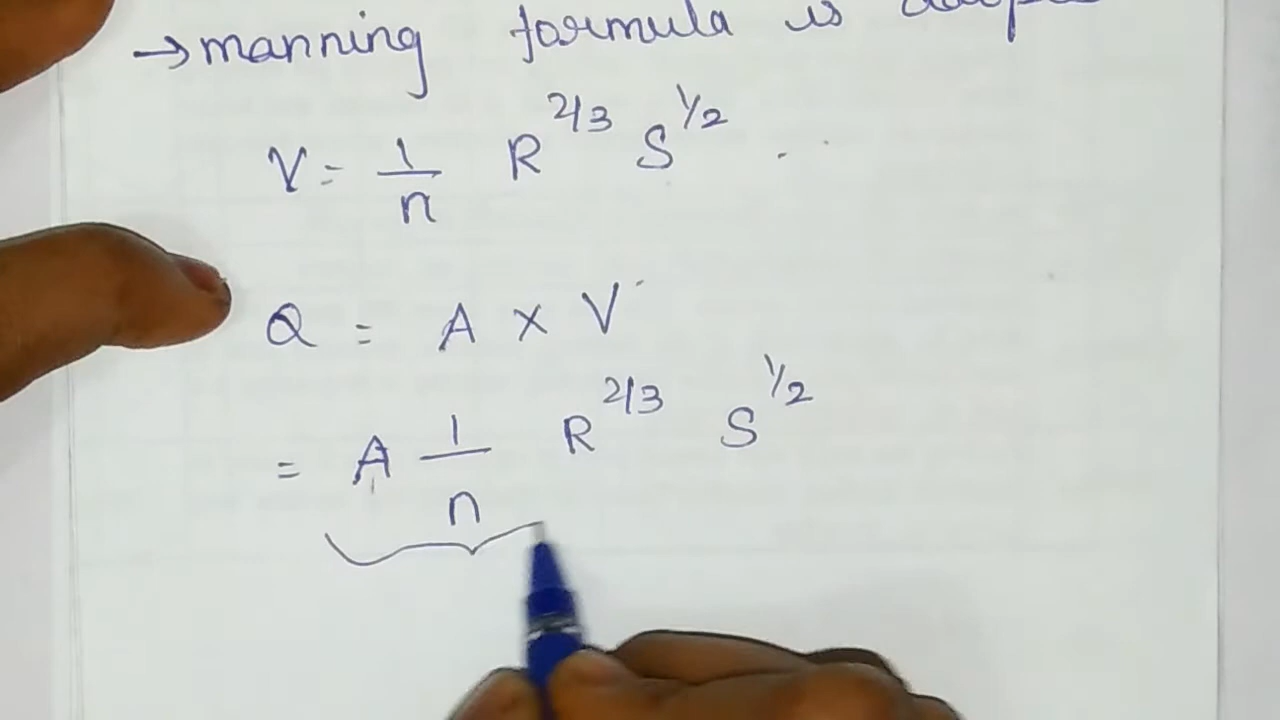 → manning formula is
V = 1/n R^2/3 S^1/2
Q = A × V
= A 1/n R^2/3 S^1/2